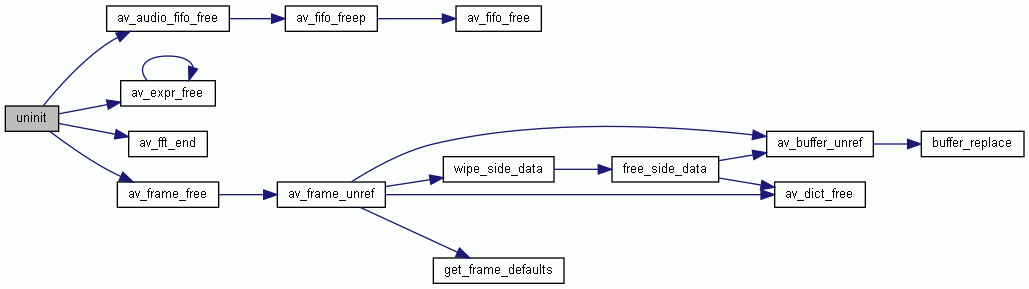 uninit
av_audio_fifo_free
av_fifo_freep
av_fifo_free
av_expr_free
av_fft_end
av_frame_free
av_frame_unref
wipe_side_data
free_side_data
av_buffer_unref
buffer_replace
av_dict_free
get_frame_defaults